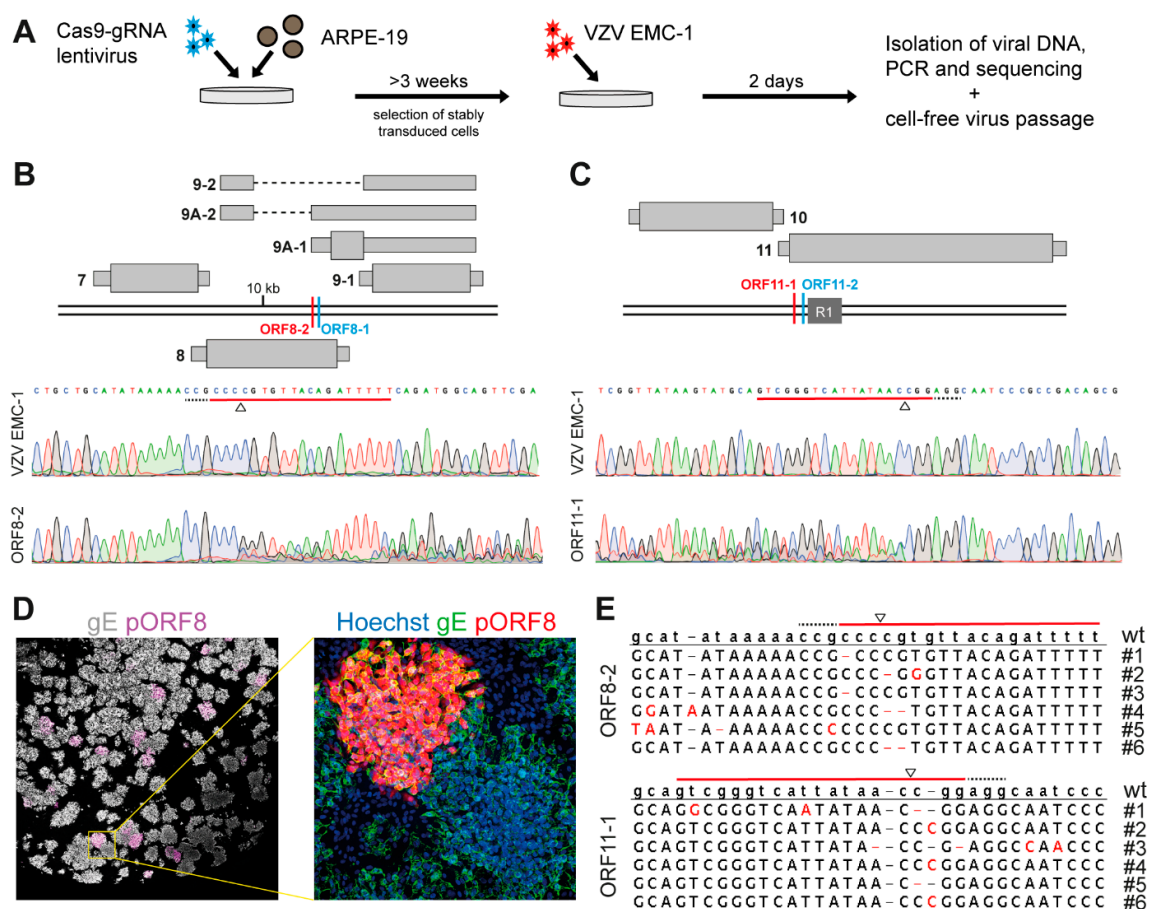 A
Cas9-gRNA
lentivirus
ARPE-19
>3 weeks
selection of stably
transduced cells
VZV EMC-1
2 days
Isolation of viral DNA,
PCR and sequencing
+
cell-free virus passage
B
9-2
9A-2
9A-1
7
9-1
10 kb
ORF8-2
ORF8-1
8
CTGCTGCATATAAAAACCGCCCCGTGTTACAGATTTTTCAGATGGCAGTTCGA
VZV EMC-1
ORF8-2
C
10
11
ORF11-1
ORF11-2
R1
TCGGTTATAAGTATGCAGTCGGGTCATTATAACCGGAGGCAATCCCGCCGACAGCG
VZV EMC-1
ORF11-1
D
gE pORF8
Hoechst gE pORF8
E
ORF8-2
gcat-ataaaaaccgccccgtgttacagattttt wt
GCAT-ATAAAAACCG-CCCGTGTTACAGATTTTT #1
GCAT-ATAAAAACCGCCC-GGGTTACAGATTTTT #2
GCAT-ATAAAAACCG-CCCGTGTTACAGATTTTT #3
GGATAATAAAAACCGCCC--TGTTACAGATTTTT #4
TAAT-A-AAAAACCCCCCCGTGTTACAGATTTTT #5
GCAT-ATAAAAACCGCCC--TGTTACAGATTTTT #6
ORF11-1
gcagtcgggtcattataa-cc-ggaggcaatccc wt
GCAGGCGGGTCAATATAA-C--GGAGGCAATCCC #1
GCAGTCGGGTCATTATAA-CCCGGAGGCAATCCC #2
GCAGTCGGGTCATTATA--CC-G-AGGCCAACCC #3
GCAGTCGGGTCATTATAA-CCCGGAGGCAATCCC #4
GCAGTCGGGTCATTATAA-C--GGAGGCAATCCC #5
GCAGTCGGGTCATTATAA-CCCGGAGGCAATCCC #6